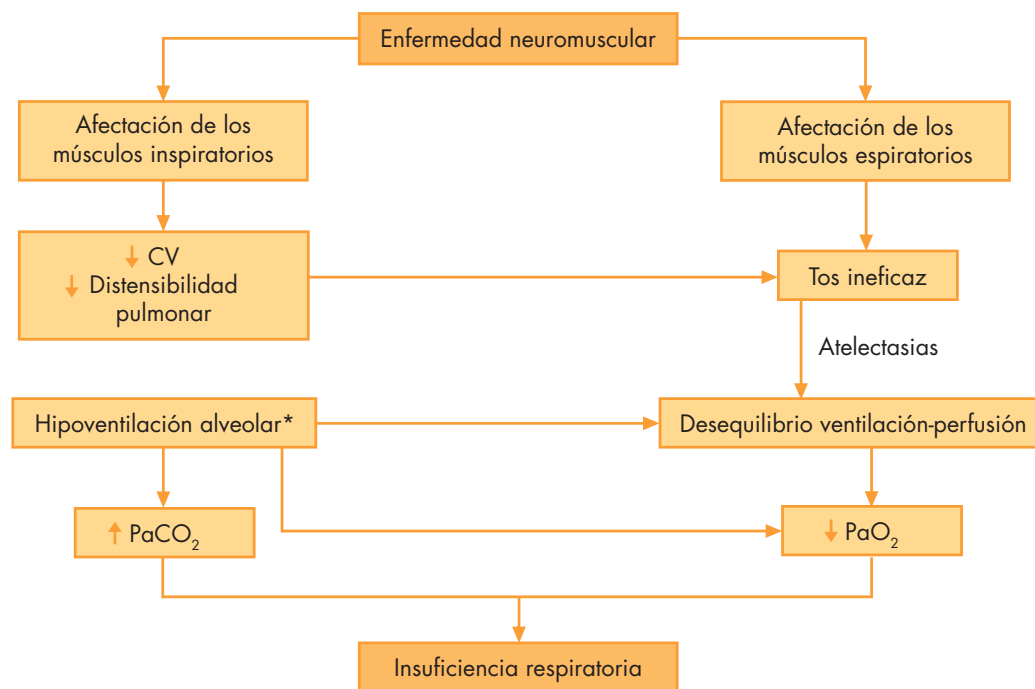 Enfermedad neuromuscular
Afectación de los
músculos inspiratorios
Afectación de los
músculos espiratorios
↓ CV
↓ Distensibilidad
pulmonar
Tos ineficaz
Atelectasias
Hipoventilación alveolar*
Desequilibrio ventilación-perfusión
↑ PaCO₂
↓ PaO₂
Insuficiencia respiratoria